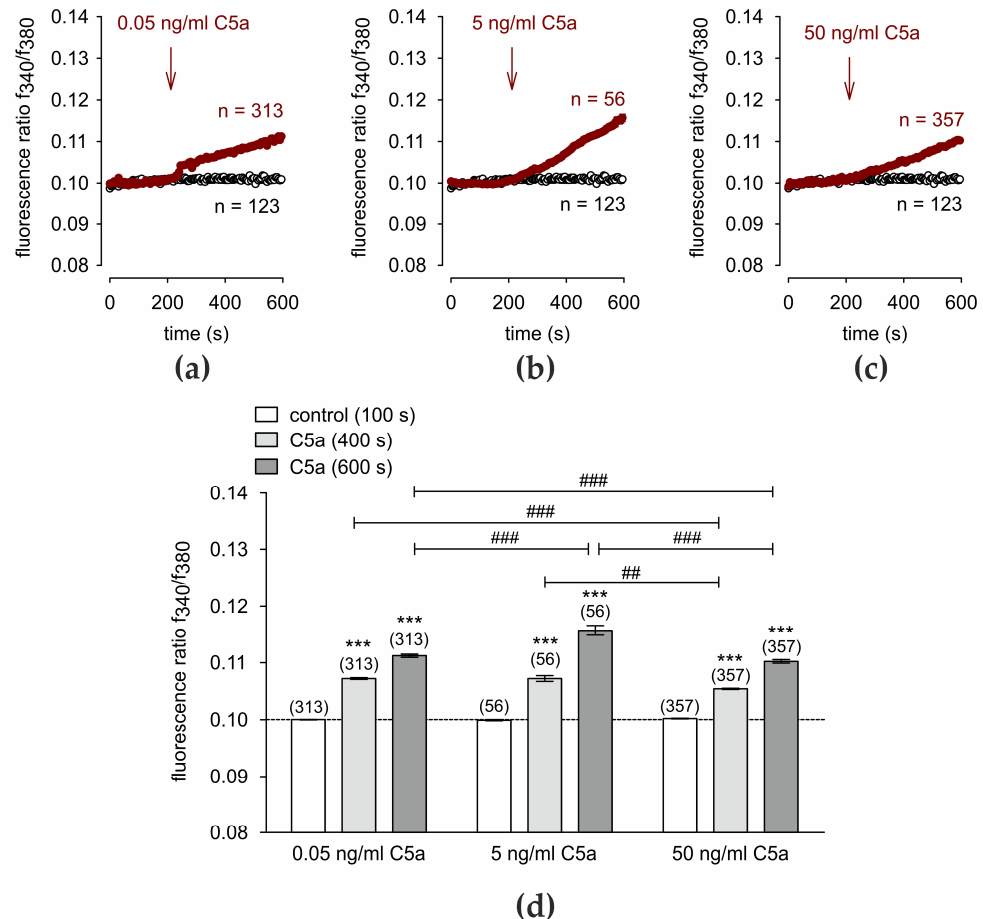 0.05 ng/ml C5a
n = 313
n = 123
fluorescence ratio f340/f380
0.14
0.13
0.12
0.11
0.10
0.09
0.08
0 200 400 600
time (s)
(a)
5 ng/ml C5a
n = 56
n = 123
fluorescence ratio f340/f380
0.14
0.13
0.12
0.11
0.10
0.09
0.08
0 200 400 600
time (s)
(b)
50 ng/ml C5a
n = 357
n = 123
fluorescence ratio f340/f380
0.14
0.13
0.12
0.11
0.10
0.09
0.08
0 200 400 600
time (s)
(c)
control (100 s)
C5a (400 s)
C5a (600 s)
fluorescence ratio f340/f380
0.14
0.13
0.12
0.11
0.10
0.09
0.08
###
###
### ###
##
(313)
***
(313)
***
(313)
(56)
***
(56)
***
(56)
(357)
***
(357)
***
(357)
0.05 ng/ml C5a 5 ng/ml C5a 50 ng/ml C5a
(d)